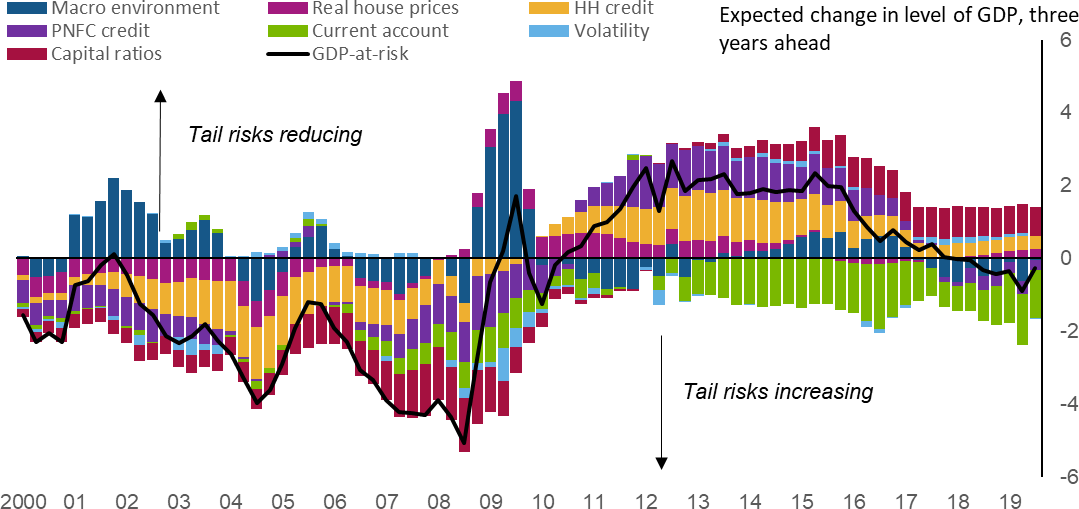 Macro environment
Real house prices
HH credit
PNFC credit
Current account
Volatility
Capital ratios
GDP-at-risk
Expected change in level of GDP, three
years ahead
Tail risks reducing
Tail risks increasing
6
4
2
0
-2
-4
-6
2000 01 02 03 04 05 06 07 08 09 10 11 12 13 14 15 16 17 18 19